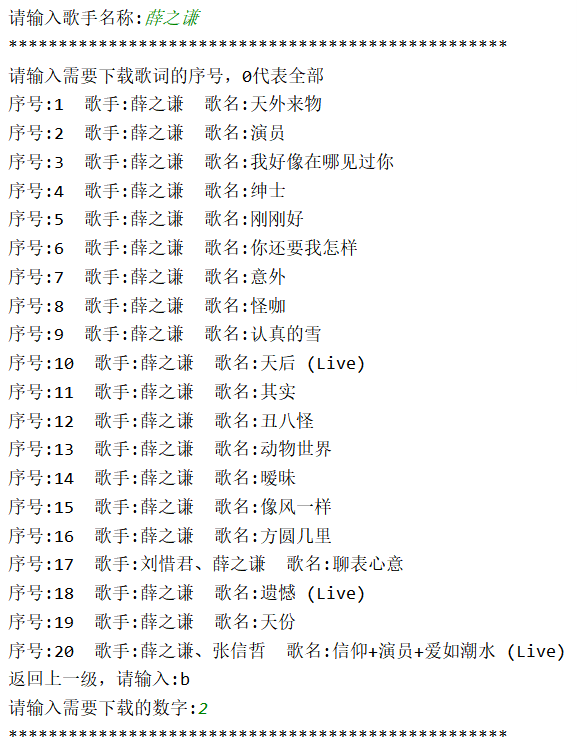 请输入歌手名称:薛之谦
**************************************************
请输入需要下载歌词的序号，0代表全部
序号:1  歌手:薛之谦  歌名:天外来物
序号:2  歌手:薛之谦  歌名:演员
序号:3  歌手:薛之谦  歌名:我好像在哪见过你
序号:4  歌手:薛之谦  歌名:绅士
序号:5  歌手:薛之谦  歌名:刚刚好
序号:6  歌手:薛之谦  歌名:你还要我怎样
序号:7  歌手:薛之谦  歌名:意外
序号:8  歌手:薛之谦  歌名:怪咖
序号:9  歌手:薛之谦  歌名:认真的雪
序号:10  歌手:薛之谦  歌名:天后 (Live)
序号:11  歌手:薛之谦  歌名:其实
序号:12  歌手:薛之谦  歌名:丑八怪
序号:13  歌手:薛之谦  歌名:动物世界
序号:14  歌手:薛之谦  歌名:暧昧
序号:15  歌手:薛之谦  歌名:像风一样
序号:16  歌手:薛之谦  歌名:方圆几里
序号:17  歌手:刘惜君、薛之谦  歌名:聊表心意
序号:18  歌手:薛之谦  歌名:遗憾 (Live)
序号:19  歌手:薛之谦  歌名:天份
序号:20  歌手:薛之谦、张信哲  歌名:信仰+演员+爱如潮水 (Live)
返回上一级，请输入:b
请输入需要下载的数字:2
**************************************************